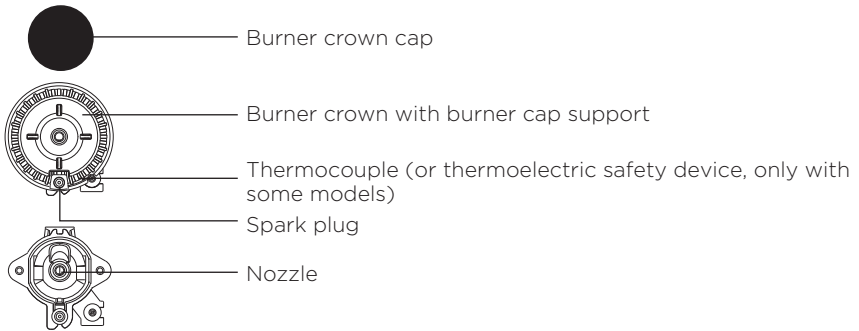 Burner crown cap
Burner crown with burner cap support
Thermocouple (or thermoelectric safety device, only with
some models)
Spark plug
Nozzle